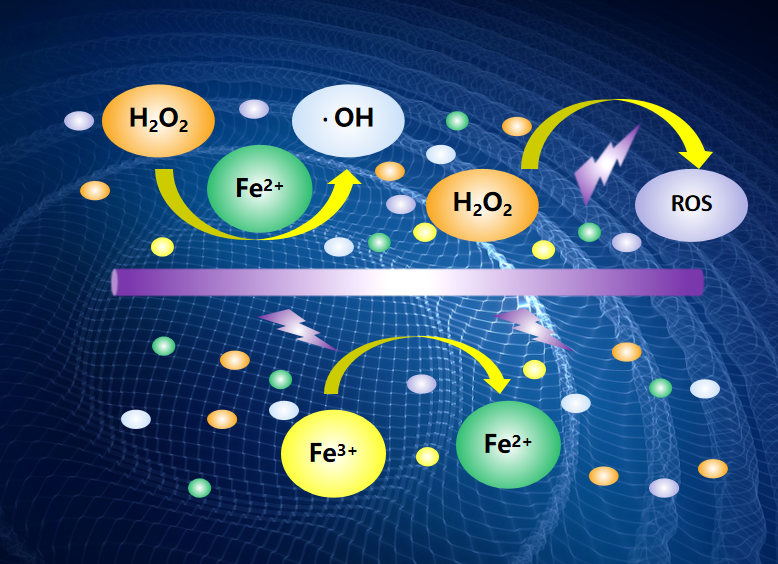 H₂O₂
· OH
Fe²⁺
H₂O₂
ROS
Fe³⁺
Fe²⁺